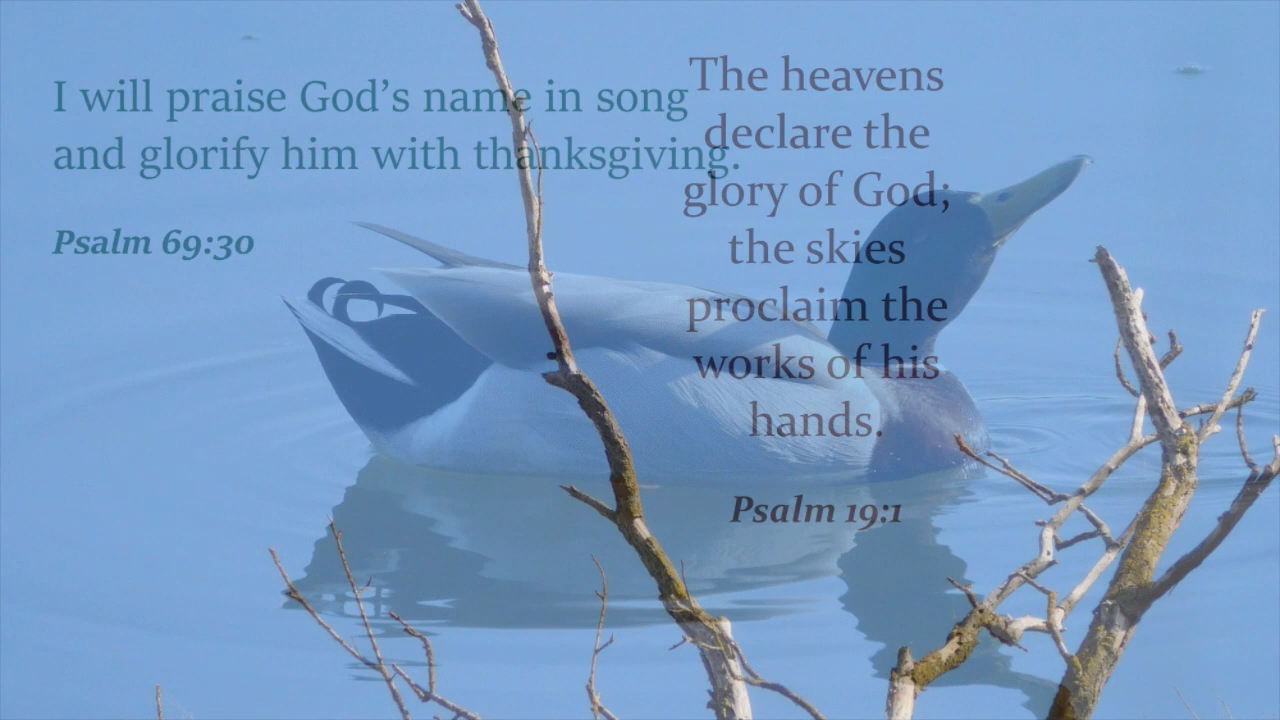 I will praise God’s name in song
and glorify him with thanksgiving.
Psalm 69:30
The heavens
declare the
glory of God;
the skies
proclaim the
works of his
hands.
Psalm 19:1